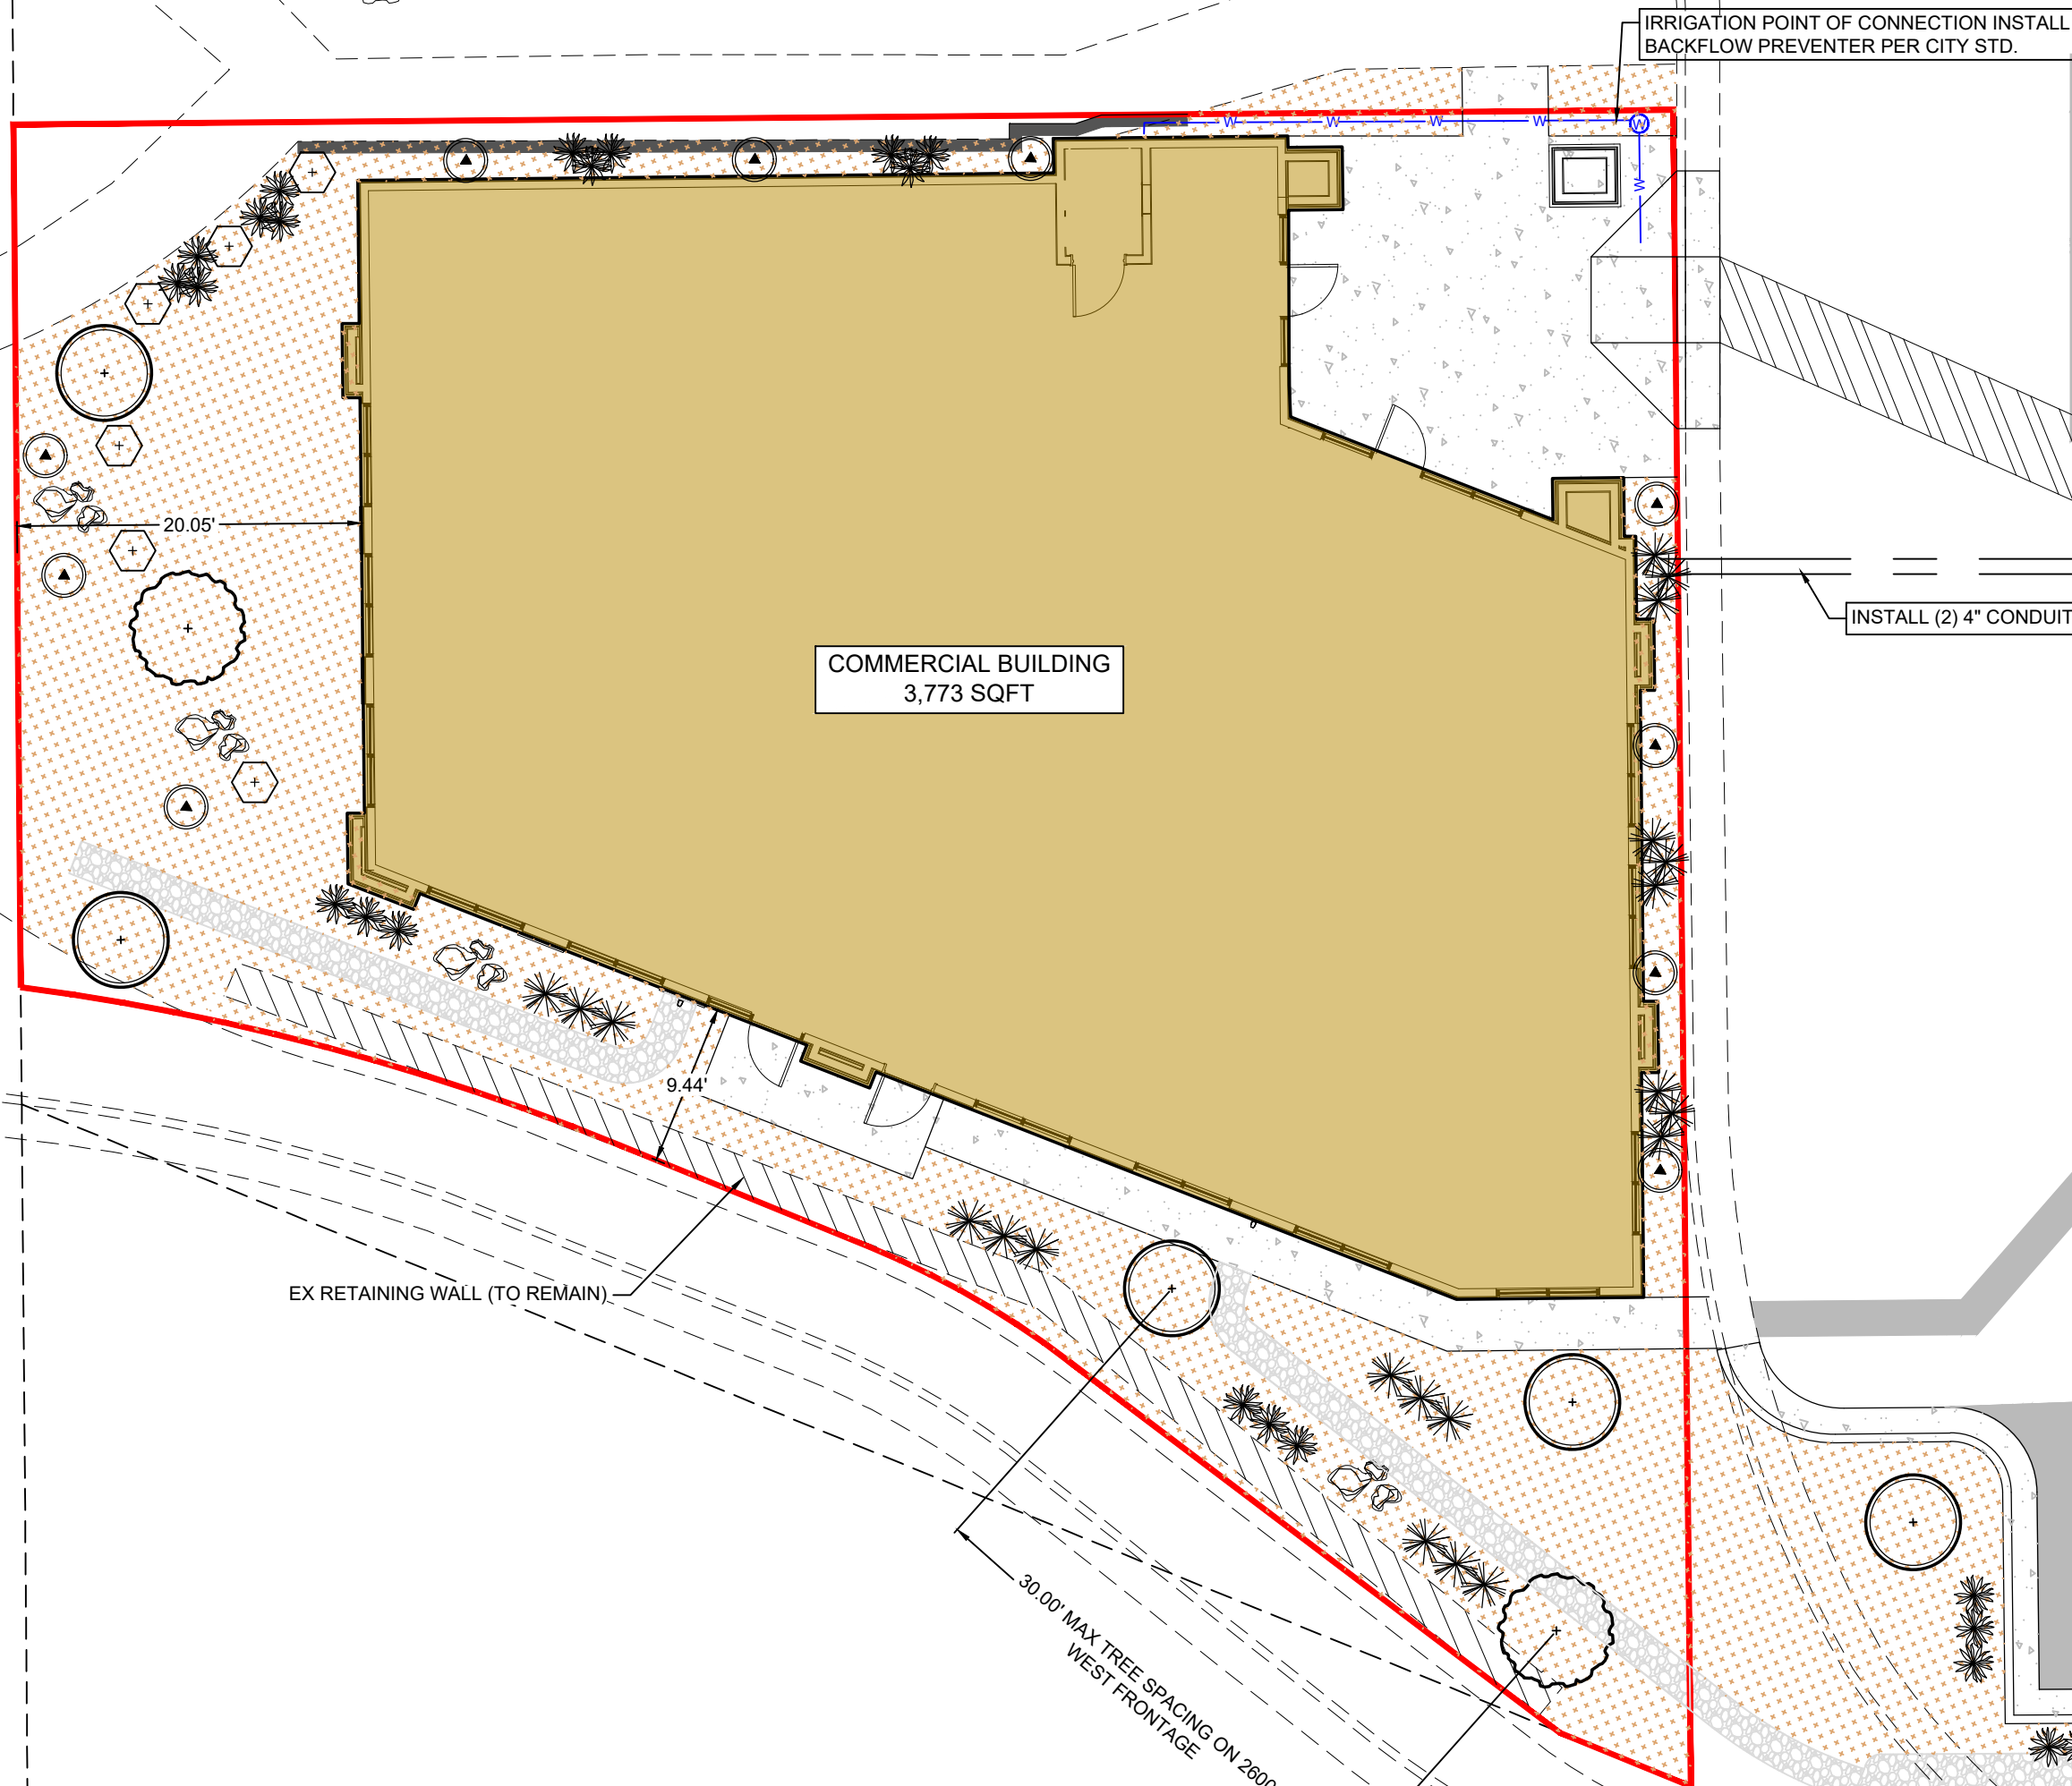 IRRIGATION POINT OF CONNECTION INSTALL
BACKFLOW PREVENTER PER CITY STD.
W W W W W
W
20.05'
INSTALL (2) 4" CONDUIT
COMMERCIAL BUILDING
3,773 SQFT
9.44'
EX RETAINING WALL (TO REMAIN)
30.00' MAX TREE SPACING ON 2600
WEST FRONTAGE